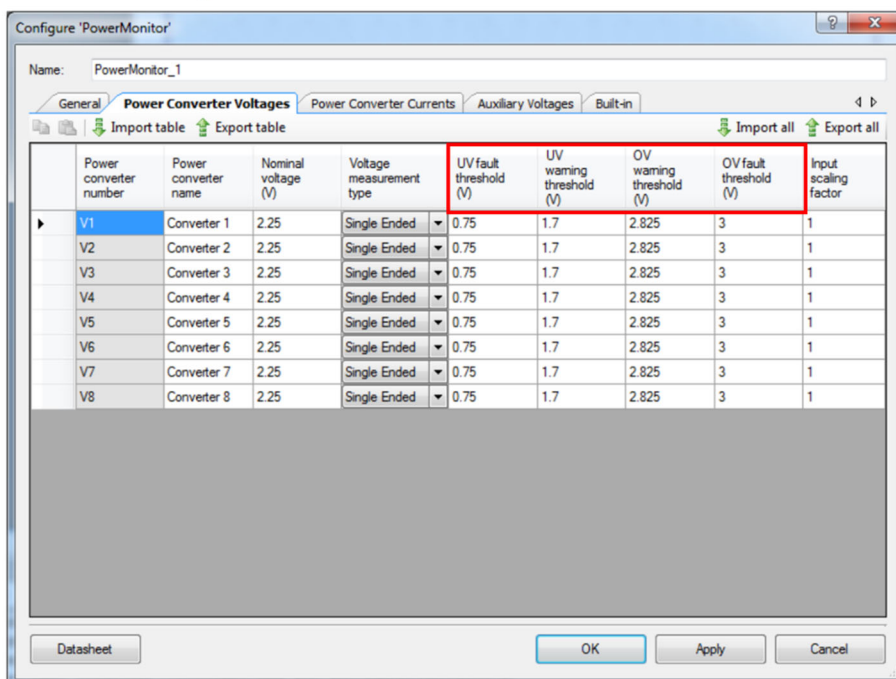 Configure 'PowerMonitor'
Name: PowerMonitor_1
General Power Converter Voltages Power Converter Currents Auxiliary Voltages Built-in
Import table Export table Import all Export all
Power converter number Power converter name Nominal voltage (V) Voltage measurement type UV fault threshold (V) UV warning threshold (V) OV warning threshold (V) OV fault threshold (V) Input scaling factor
V1 Converter 1 2.25 Single Ended 0.75 1.7 2.825 3 1
V2 Converter 2 2.25 Single Ended 0.75 1.7 2.825 3 1
V3 Converter 3 2.25 Single Ended 0.75 1.7 2.825 3 1
V4 Converter 4 2.25 Single Ended 0.75 1.7 2.825 3 1
V5 Converter 5 2.25 Single Ended 0.75 1.7 2.825 3 1
V6 Converter 6 2.25 Single Ended 0.75 1.7 2.825 3 1
V7 Converter 7 2.25 Single Ended 0.75 1.7 2.825 3 1
V8 Converter 8 2.25 Single Ended 0.75 1.7 2.825 3 1
Datasheet OK Apply Cancel